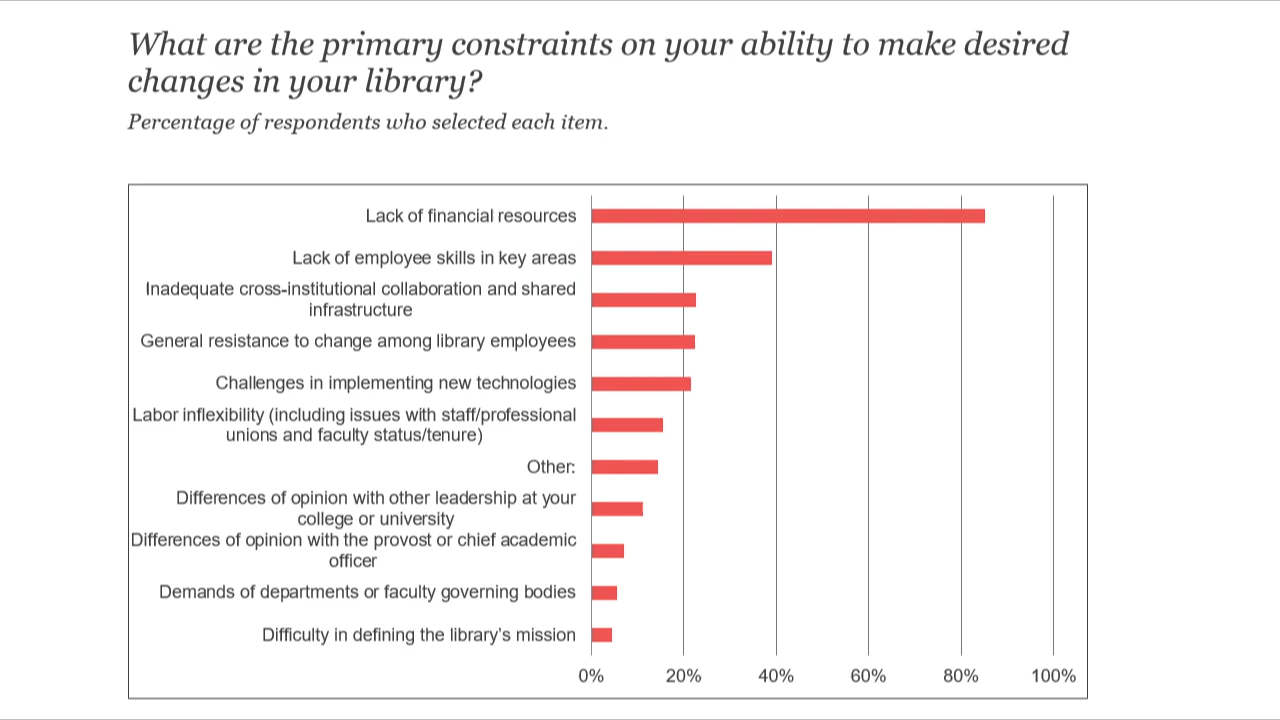 What are the primary constraints on your ability to make desired
changes in your library?
Percentage of respondents who selected each item.
Lack of financial resources
Lack of employee skills in key areas
Inadequate cross-institutional collaboration and shared
infrastructure
General resistance to change among library employees
Challenges in implementing new technologies
Labor inflexibility (including issues with staff/professional
unions and faculty status/tenure)
Other:
Differences of opinion with other leadership at your
college or university
Differences of opinion with the provost or chief academic
officer
Demands of departments or faculty governing bodies
Difficulty in defining the library’s mission
0% 20% 40% 60% 80% 100%